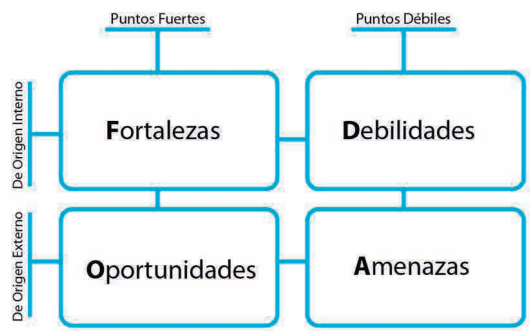 Puntos Fuertes
Puntos Débiles
De Origen Interno
Fortalezas
Debilidades
De Origen Externo
Oportunidades
Amenazas